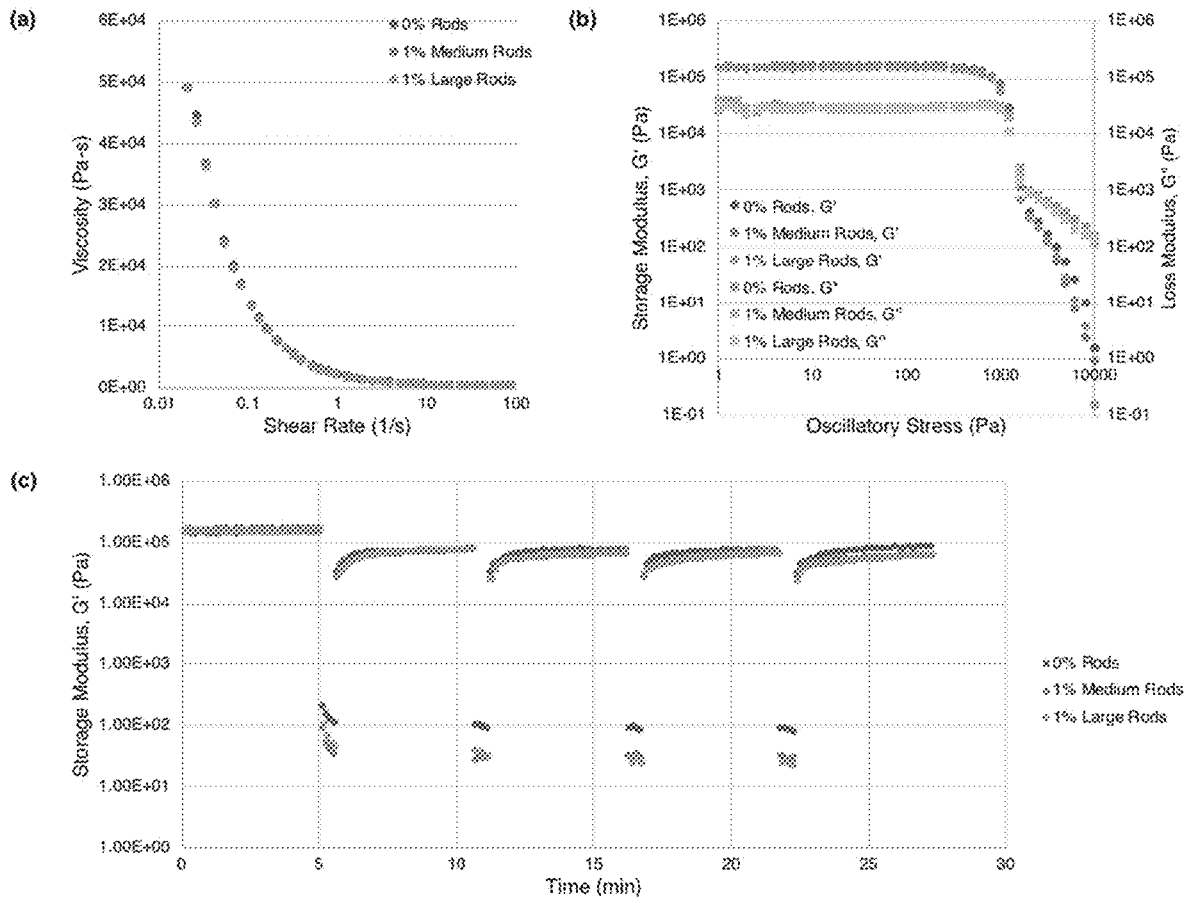 (a)
6E+04
5E+04
4E+04
3E+04
2E+04
1E+04
0E+00
Viscosity (Pa-s)
0% Rods
1% Medium Rods
1% Large Rods
0.01 0.1 1 10 100
Shear Rate (1/s)
(b)
1E+06
1E+05
1E+04
1E+03
1E+02
1E+01
1E+00
1E-01
Storage Modulus, G' (Pa)
0% Rods, G'
1% Medium Rods, G'
1% Large Rods, G'
0% Rods, G"
1% Medium Rods, G"
1% Large Rods, G"
1 10 100 1000 10000
Oscillatory Stress (Pa)
1E+06
1E+05
1E+04
1E+03
1E+02
1E+01
1E+00
1E-01
Loss Modulus, G" (Pa)
(c)
1.00E+06
1.00E+05
1.00E+04
1.00E+03
1.00E+02
1.00E+01
1.00E+00
Storage Modulus, G' (Pa)
0 5 10 15 20 25 30
Time (min)
0% Rods
1% Medium Rods
1% Large Rods